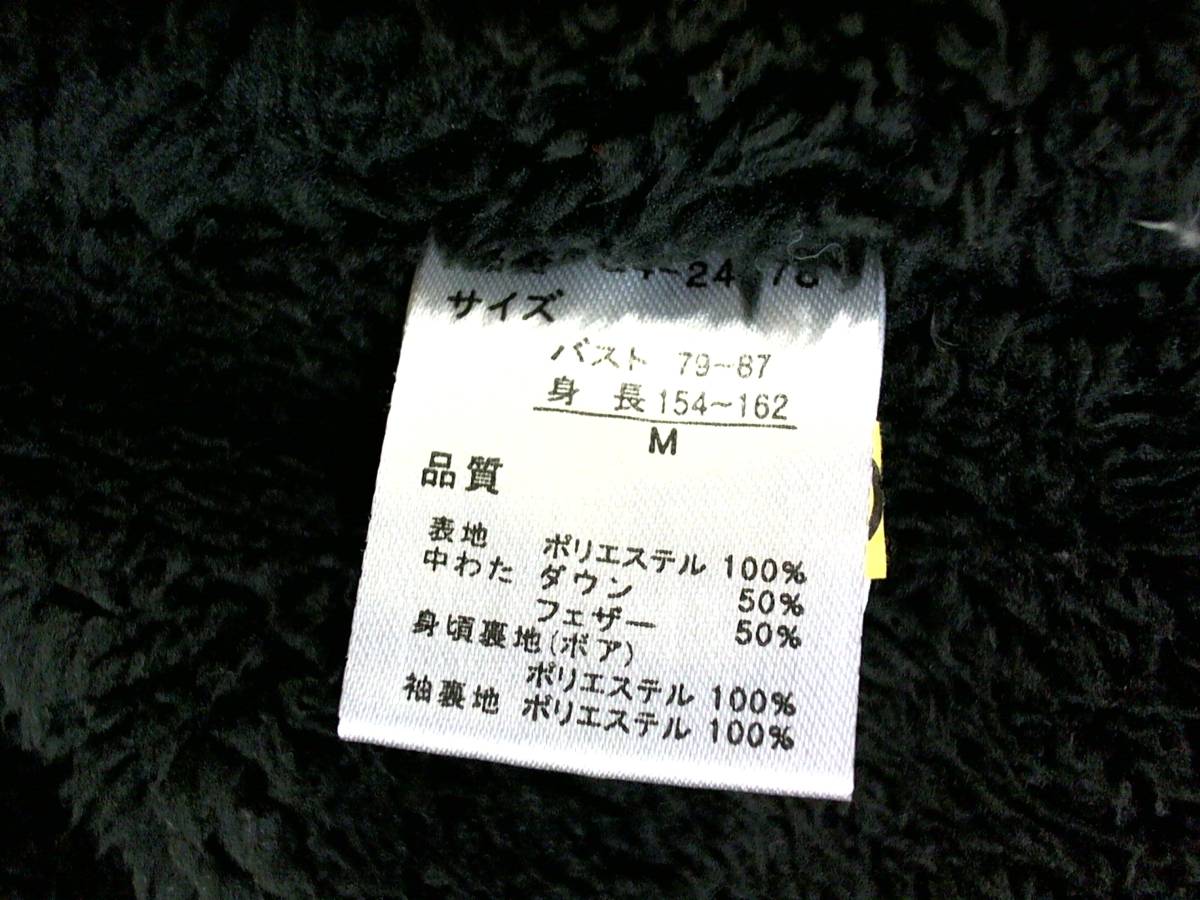 サイズ
バスト 79~87
身 長 154~162
M
品質
表地 ポリエステル 100%
中わた ダウン 50%
フェザー 50%
身頃裏地(ボア)
ポリエステル 100%
袖裏地 ポリエステル 100%